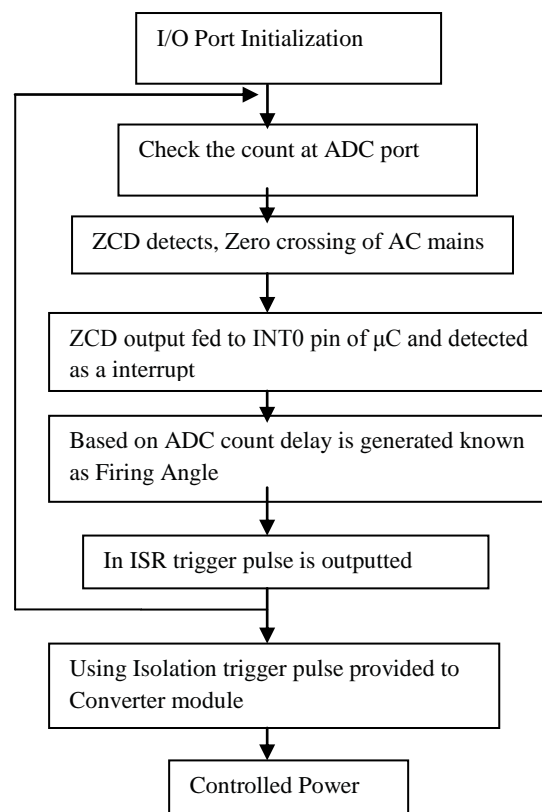 I/O Port Initialization
Check the count at ADC port
ZCD detects, Zero crossing of AC mains
ZCD output fed to INT0 pin of μC and detected
as a interrupt
Based on ADC count delay is generated known
as Firing Angle
In ISR trigger pulse is outputted
Using Isolation trigger pulse provided to
Converter module
Controlled Power